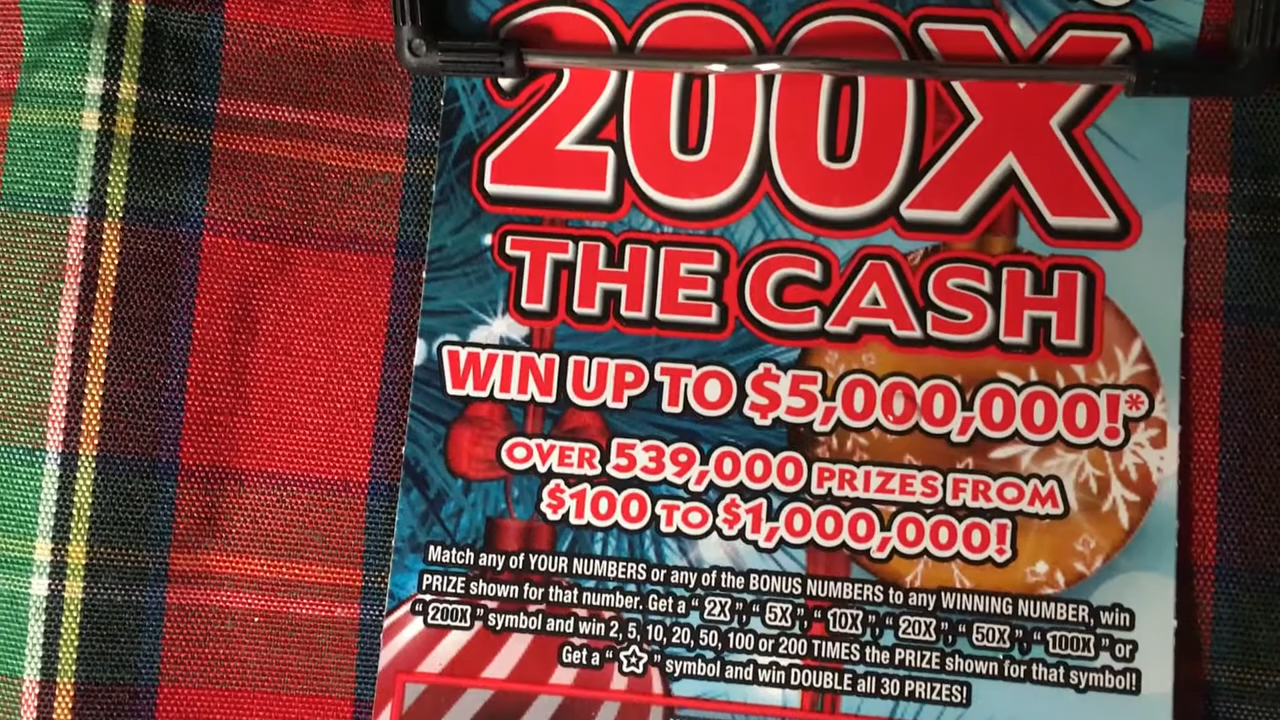 200X
THE CASH
WIN UP TO $5,000,000!*
OVER 539,000 PRIZES FROM
$100 TO $1,000,000!
Match any of YOUR NUMBERS or any of the BONUS NUMBERS to any WINNING NUMBER, win
PRIZE shown for that number. Get a “ 2X ”, “ 5X ”, “ 10X ”, “ 20X ”, “ 50X ”, “ 100X ” or
“ 200X ” symbol and win 2, 5, 10, 20, 50, 100 or 200 TIMES the PRIZE shown for that symbol!
Get a “ ☆ ” symbol and win DOUBLE all 30 PRIZES!